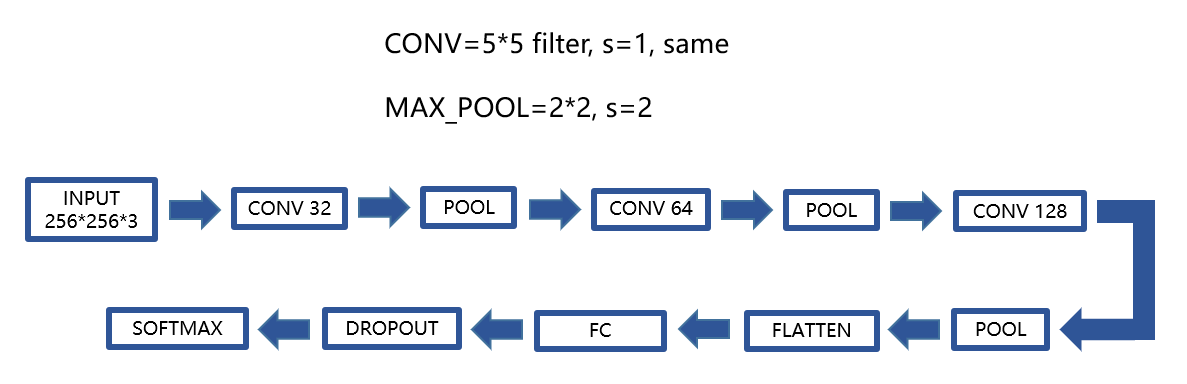 CONV=5*5 filter, s=1, same
MAX_POOL=2*2, s=2
INPUT
256*256*3
CONV 32
POOL
CONV 64
POOL
CONV 128
POOL
FLATTEN
FC
DROPOUT
SOFTMAX